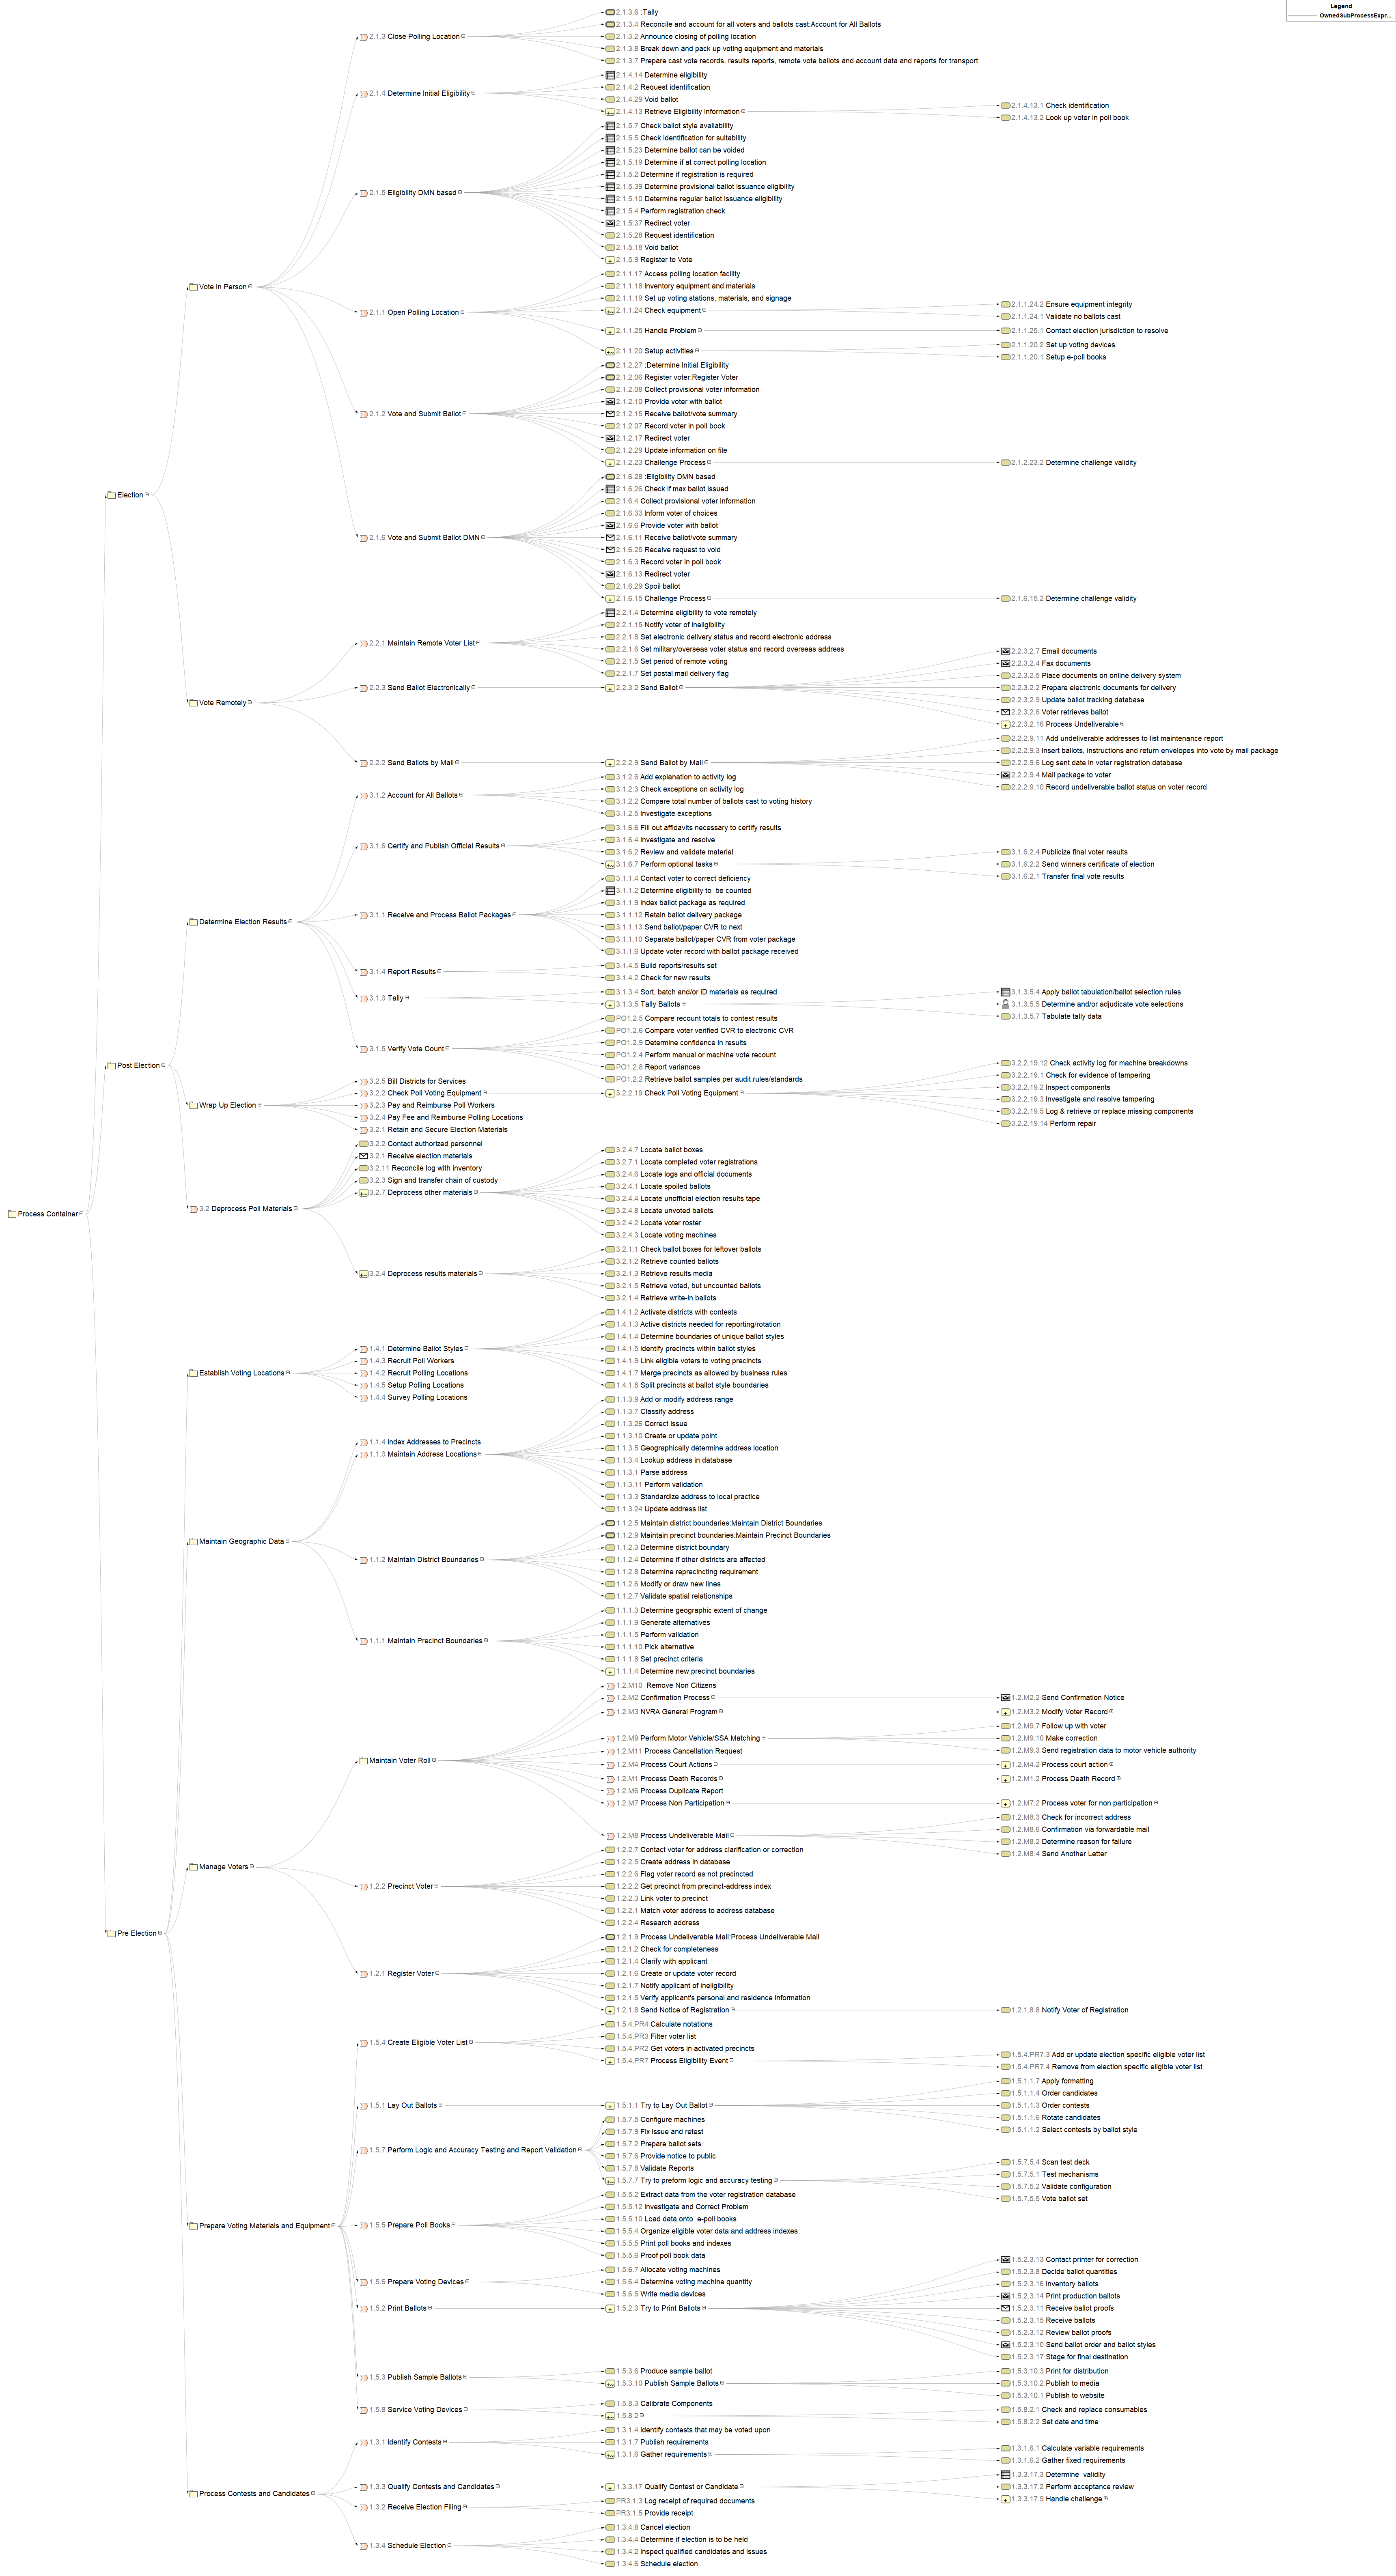 Legend
OwnedSubProcessExpr...
Process Container
Election
Vote In Person
2.1.3 Close Polling Location
2.1.3.6 :Tally
2.1.3.4 Reconcile and account for all voters and ballots cast:Account for All Ballots
2.1.3.2 Announce closing of polling location
2.1.3.8 Break down and pack up voting equipment and materials
2.1.3.7 Prepare cast vote records, results reports, remote vote ballots and account data and reports for transport
2.1.4 Determine Initial Eligibility
2.1.4.14 Determine eligibility
2.1.4.2 Request identification
2.1.4.29 Void ballot
2.1.4.13 Retrieve Eligibility Information
2.1.4.13.1 Check identification
2.1.4.13.2 Look up voter in poll book
2.1.5 Eligibility DMN based
2.1.5.7 Check ballot style availability
2.1.5.5 Check identification for suitability
2.1.5.23 Determine ballot can be voided
2.1.5.19 Determine if at correct polling location
2.1.5.2 Determine if registration is required
2.1.5.39 Determine provisional ballot issuance eligibility
2.1.5.10 Determine regular ballot issuance eligibility
2.1.5.4 Perform registration check
2.1.5.37 Redirect voter
2.1.5.28 Request identification
2.1.5.18 Void ballot
2.1.5.9 Register to Vote
2.1.1 Open Polling Location
2.1.1.17 Access polling location facility
2.1.1.18 Inventory equipment and materials
2.1.1.19 Set up voting stations, materials, and signage
2.1.1.24 Check equipment
2.1.1.24.2 Ensure equipment integrity
2.1.1.24.1 Validate no ballots cast
2.1.1.25 Handle Problem
2.1.1.25.1 Contact election jurisdiction to resolve
2.1.1.20 Setup activities
2.1.1.20.2 Set up voting devices
2.1.1.20.1 Setup e-poll books
2.1.2 Vote and Submit Ballot
2.1.2.27 :Determine Initial Eligibility
2.1.2.06 Register voter:Register Voter
2.1.2.08 Collect provisional voter information
2.1.2.10 Provide voter with ballot
2.1.2.15 Receive ballot/vote summary
2.1.2.07 Record voter in poll book
2.1.2.17 Redirect voter
2.1.2.29 Update information on file
2.1.2.23 Challenge Process
2.1.2.23.2 Determine challenge validity
2.1.6 Vote and Submit Ballot DMN
2.1.6.28 :Eligibility DMN based
2.1.6.26 Check if max ballot issued
2.1.6.4 Collect provisional voter information
2.1.6.33 Inform voter of choices
2.1.6.6 Provide voter with ballot
2.1.6.11 Receive ballot/vote summary
2.1.6.25 Receive request to void
2.1.6.3 Record voter in poll book
2.1.6.13 Redirect voter
2.1.6.29 Spoil ballot
2.1.6.15 Challenge Process
2.1.6.15.2 Determine challenge validity
Vote Remotely
2.2.1 Maintain Remote Voter List
2.2.1.4 Determine eligibility to vote remotely
2.2.1.15 Notify voter of ineligibility
2.2.1.8 Set electronic delivery status and record electronic address
2.2.1.6 Set military/overseas voter status and record overseas address
2.2.1.5 Set period of remote voting
2.2.1.7 Set postal mail delivery flag
2.2.3 Send Ballot Electronically
2.2.3.2 Send Ballot
2.2.3.2.7 Email documents
2.2.3.2.4 Fax documents
2.2.3.2.5 Place documents on online delivery system
2.2.3.2.2 Prepare electronic documents for delivery
2.2.3.2.9 Update ballot tracking database
2.2.3.2.6 Voter retrieves ballot
2.2.3.2.16 Process Undeliverable
2.2.2 Send Ballots by Mail
2.2.2.9 Send Ballot by Mail
2.2.2.9.11 Add undeliverable addresses to list maintenance report
2.2.2.9.3 Insert ballots, instructions and return envelopes into vote by mail package
2.2.2.9.6 Log sent date in voter registration database
2.2.2.9.4 Mail package to voter
2.2.2.9.10 Record undeliverable ballot status on voter record
Post Election
Determine Election Results
3.1.2 Account for All Ballots
3.1.2.6 Add explanation to activity log
3.1.2.3 Check exceptions on activity log
3.1.2.2 Compare total number of ballots cast to voting history
3.1.2.5 Investigate exceptions
3.1.6 Certify and Publish Official Results
3.1.6.6 Fill out affidavits necessary to certify results
3.1.6.4 Investigate and resolve
3.1.6.2 Review and validate material
3.1.6.7 Perform optional tasks
3.1.6.2.4 Publicize final voter results
3.1.6.2.2 Send winners certificate of election
3.1.6.2.1 Transfer final vote results
3.1.1 Receive and Process Ballot Packages
3.1.1.4 Contact voter to correct deficiency
3.1.1.2 Determine eligibility to  be counted
3.1.1.9 Index ballot package as required
3.1.1.12 Retain ballot delivery package
3.1.1.13 Send ballot/paper CVR to next
3.1.1.10 Separate ballot/paper CVR from voter package
3.1.1.6 Update voter record with ballot package received
3.1.4 Report Results
3.1.4.5 Build reports/results set
3.1.4.2 Check for new results
3.1.3 Tally
3.1.3.4 Sort, batch and/or ID materials as required
3.1.3.5 Tally Ballots
3.1.3.5.4 Apply ballot tabulation/ballot selection rules
3.1.3.5.5 Determine and/or adjudicate vote selections
3.1.3.5.7 Tabulate tally data
3.1.5 Verify Vote Count
PO1.2.5 Compare recount totals to contest results
PO1.2.6 Compare voter verified CVR to electronic CVR
PO1.2.9 Determine confidence in results
PO1.2.4 Perform manual or machine vote recount
PO1.2.8 Report variances
PO1.2.2 Retrieve ballot samples per audit rules/standards
Wrap Up Election
3.2.5 Bill Districts for Services
3.2.2 Check Poll Voting Equipment
3.2.2.19 Check Poll Voting Equipment
3.2.2.19.12 Check activity log for machine breakdowns
3.2.2.19.1 Check for evidence of tampering
3.2.2.19.2 Inspect components
3.2.2.19.3 Investigate and resolve tampering
3.2.2.19.5 Log & retrieve or replace missing components
3.2.2.19.14 Perform repair
3.2.3 Pay and Reimburse Poll Workers
3.2.4 Pay Fee and Reimburse Polling Locations
3.2.1 Retain and Secure Election Materials
3.2 Deprocess Poll Materials
3.2.2 Contact authorized personnel
3.2.1 Receive election materials
3.2.11 Reconcile log with inventory
3.2.3 Sign and transfer chain of custody
3.2.7 Deprocess other materials
3.2.4.7 Locate ballot boxes
3.2.7.1 Locate completed voter registrations
3.2.4.6 Locate logs and official documents
3.2.4.1 Locate spoiled ballots
3.2.4.4 Locate unofficial election results tape
3.2.4.8 Locate unvoted ballots
3.2.4.2 Locate voter roster
3.2.4.3 Locate voting machines
3.2.4 Deprocess results materials
3.2.1.1 Check ballot boxes for leftover ballots
3.2.1.2 Retrieve counted ballots
3.2.1.3 Retrieve results media
3.2.1.5 Retrieve voted, but uncounted ballots
3.2.1.4 Retrieve write-in ballots
Pre Election
Establish Voting Locations
1.4.1 Determine Ballot Styles
1.4.1.2 Activate districts with contests
1.4.1.3 Active districts needed for reporting/rotation
1.4.1.4 Determine boundaries of unique ballot styles
1.4.1.5 Identify precincts within ballot styles
1.4.1.9 Link eligible voters to voting precincts
1.4.1.7 Merge precincts as allowed by business rules
1.4.1.8 Split precincts at ballot style boundaries
1.4.3 Recruit Poll Workers
1.4.2 Recruit Polling Locations
1.4.5 Setup Polling Locations
1.4.4 Survey Polling Locations
Maintain Geographic Data
1.1.4 Index Addresses to Precincts
1.1.3 Maintain Address Locations
1.1.3.9 Add or modify address range
1.1.3.7 Classify address
1.1.3.26 Correct issue
1.1.3.10 Create or update point
1.1.3.5 Geographically determine address location
1.1.3.4 Lookup address in database
1.1.3.1 Parse address
1.1.3.11 Perform validation
1.1.3.3 Standardize address to local practice
1.1.3.24 Update address list
1.1.2 Maintain District Boundaries
1.1.2.5 Maintain district boundaries:Maintain District Boundaries
1.1.2.9 Maintain precinct boundaries:Maintain Precinct Boundaries
1.1.2.3 Determine district boundary
1.1.2.4 Determine if other districts are affected
1.1.2.8 Determine reprecincting requirement
1.1.2.6 Modify or draw new lines
1.1.2.7 Validate spatial relationships
1.1.1 Maintain Precinct Boundaries
1.1.1.3 Determine geographic extent of change
1.1.1.9 Generate alternatives
1.1.1.5 Perform validation
1.1.1.10 Pick alternative
1.1.1.8 Set precinct criteria
1.1.1.4 Determine new precinct boundaries
Manage Voters
Maintain Voter Roll
1.2.M10  Remove Non Citizens
1.2.M2 Confirmation Process
1.2.M2.2 Send Confirmation Notice
1.2.M3 NVRA General Program
1.2.M3.2 Modify Voter Record
1.2.M9 Perform Motor Vehicle/SSA Matching
1.2.M9.7 Follow up with voter
1.2.M9.10 Make correction
1.2.M9.3 Send registration data to motor vehicle authority
1.2.M11 Process Cancellation Request
1.2.M4 Process Court Actions
1.2.M4.2 Process court action
1.2.M1 Process Death Records
1.2.M1.2 Process Death Record
1.2.M6 Process Duplicate Report
1.2.M7 Process Non Participation
1.2.M7.2 Process voter for non participation
1.2.M8 Process Undeliverable Mail
1.2.M8.3 Check for incorrect address
1.2.M8.6 Confirmation via forwardable mail
1.2.M8.2 Determine reason for failure
1.2.M8.4 Send Another Letter
1.2.2 Precinct Voter
1.2.2.7 Contact voter for address clarification or correction
1.2.2.5 Create address in database
1.2.2.6 Flag voter record as not precincted
1.2.2.2 Get precinct from precinct-address index
1.2.2.3 Link voter to precinct
1.2.2.1 Match voter address to address database
1.2.2.4 Research address
1.2.1 Register Voter
1.2.1.9 Process Undeliverable Mail:Process Undeliverable Mail
1.2.1.2 Check for completeness
1.2.1.4 Clarify with applicant
1.2.1.6 Create or update voter record
1.2.1.7 Notify applicant of ineligibility
1.2.1.5 Verify applicant's personal and residence information
1.2.1.8 Send Notice of Registration
1.2.1.8.8 Notify Voter of Registration
Prepare Voting Materials and Equipment
1.5.4 Create Eligible Voter List
1.5.4.PR4 Calculate notations
1.5.4.PR3 Filter voter list
1.5.4.PR2 Get voters in activated precincts
1.5.4.PR7 Process Eligibility Event
1.5.4.PR7.3 Add or update election specific eligible voter list
1.5.4.PR7.4 Remove from election specific eligible voter list
1.5.1 Lay Out Ballots
1.5.1.1 Try to Lay Out Ballot
1.5.1.1.7 Apply formatting
1.5.1.1.4 Order candidates
1.5.1.1.3 Order contests
1.5.1.1.6 Rotate candidates
1.5.1.1.2 Select contests by ballot style
1.5.7 Perform Logic and Accuracy Testing and Report Validation
1.5.7.5 Configure machines
1.5.7.9 Fix issue and retest
1.5.7.2 Prepare ballot sets
1.5.7.6 Provide notice to public
1.5.7.8 Validate Reports
1.5.7.7 Try to preform logic and accuracy testing
1.5.7.5.4 Scan test deck
1.5.7.5.1 Test mechanisms
1.5.7.5.2 Validate configuration
1.5.7.5.5 Vote ballot set
1.5.5 Prepare Poll Books
1.5.5.2 Extract data from the voter registration database
1.5.5.12 Investigate and Correct Problem
1.5.5.10 Load data onto  e-poll books
1.5.5.4 Organize eligible voter data and address indexes
1.5.5.5 Print poll books and indexes
1.5.5.6 Proof poll book data
1.5.6 Prepare Voting Devices
1.5.6.7 Allocate voting machines
1.5.6.4 Determine voting machine quantity
1.5.6.5 Write media devices
1.5.2 Print Ballots
1.5.2.3 Try to Print Ballots
1.5.2.3.13 Contact printer for correction
1.5.2.3.8 Decide ballot quantities
1.5.2.3.16 Inventory ballots
1.5.2.3.14 Print production ballots
1.5.2.3.11 Receive ballot proofs
1.5.2.3.15 Receive ballots
1.5.2.3.12 Review ballot proofs
1.5.2.3.10 Send ballot order and ballot styles
1.5.2.3.17 Stage for final destination
1.5.3 Publish Sample Ballots
1.5.3.6 Produce sample ballot
1.5.3.10 Publish Sample Ballots
1.5.3.10.3 Print for distribution
1.5.3.10.2 Publish to media
1.5.3.10.1 Publish to website
1.5.8 Service Voting Devices
1.5.8.3 Calibrate Components
1.5.8.2
1.5.8.2.1 Check and replace consumables
1.5.8.2.2 Set date and time
Process Contests and Candidates
1.3.1 Identify Contests
1.3.1.4 Identify contests that may be voted upon
1.3.1.7 Publish requirements
1.3.1.6 Gather requirements
1.3.1.6.1 Calculate variable requirements
1.3.1.6.2 Gather fixed requirements
1.3.3 Qualify Contests and Candidates
1.3.3.17 Qualify Contest or Candidate
1.3.3.17.3 Determine  validity
1.3.3.17.2 Perform acceptance review
1.3.3.17.9 Handle challenge
1.3.2 Receive Election Filing
PR3.1.3 Log receipt of required documents
PR3.1.5 Provide receipt
1.3.4 Schedule Election
1.3.4.8 Cancel election
1.3.4.4 Determine if election is to be held
1.3.4.2 Inspect qualified candidates and issues
1.3.4.6 Schedule election